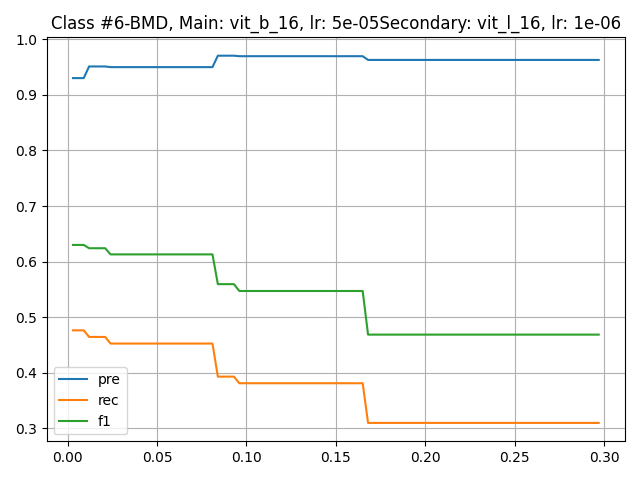 Class #6-BMD, Main: vit_b_16, lr: 5e-05Secondary: vit_l_16, lr: 1e-06
1.0
0.9
0.8
0.7
0.6
0.5
0.4
0.3
pre
rec
f1
0.00 0.05 0.10 0.15 0.20 0.25 0.30